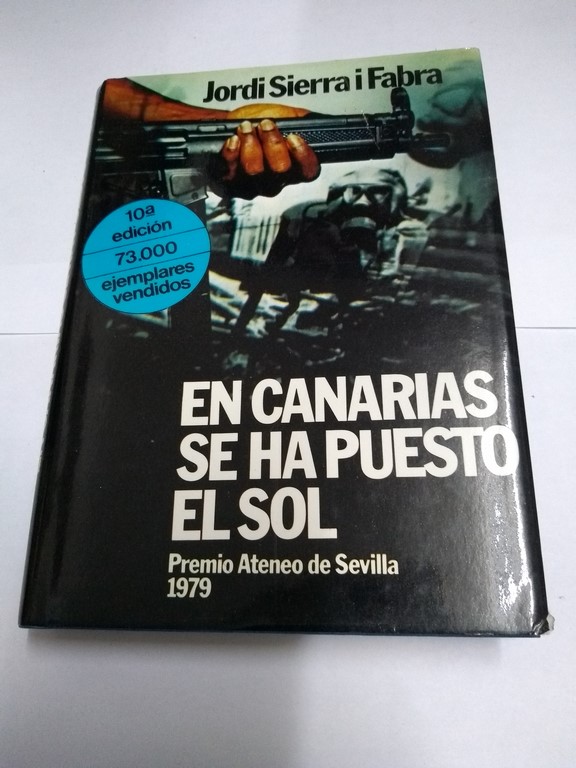 Jordi Sierra i Fabra
10ª
edición
73.000
ejemplares
vendidos
EN CANARIAS
SE HA PUESTO
EL SOL
Premio Ateneo de Sevilla
1979